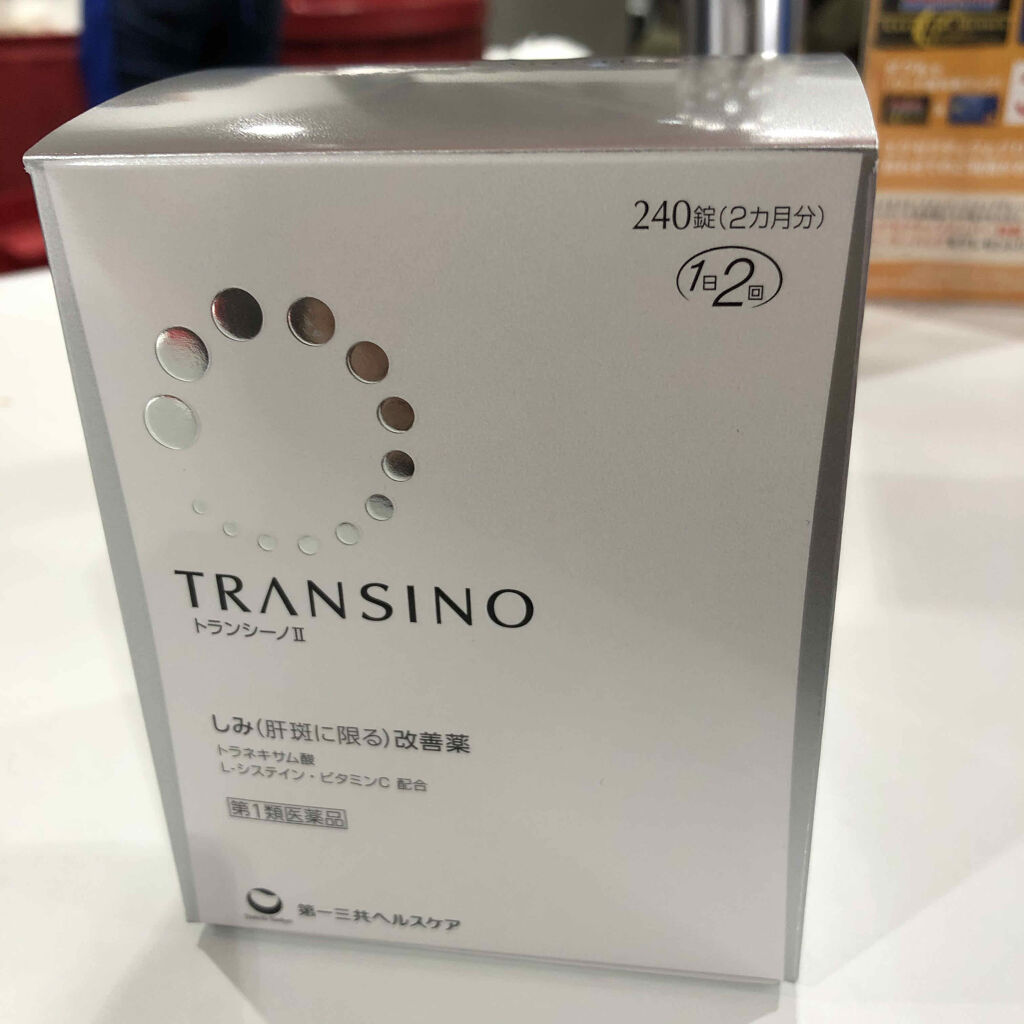 240錠(2カ月分)
1日2回
TRANSINO
トランシーノⅡ
しみ(肝斑に限る)改善薬
トラネキサム酸
L-システイン・ビタミンC 配合
第1類医薬品
第一三共ヘルスケア